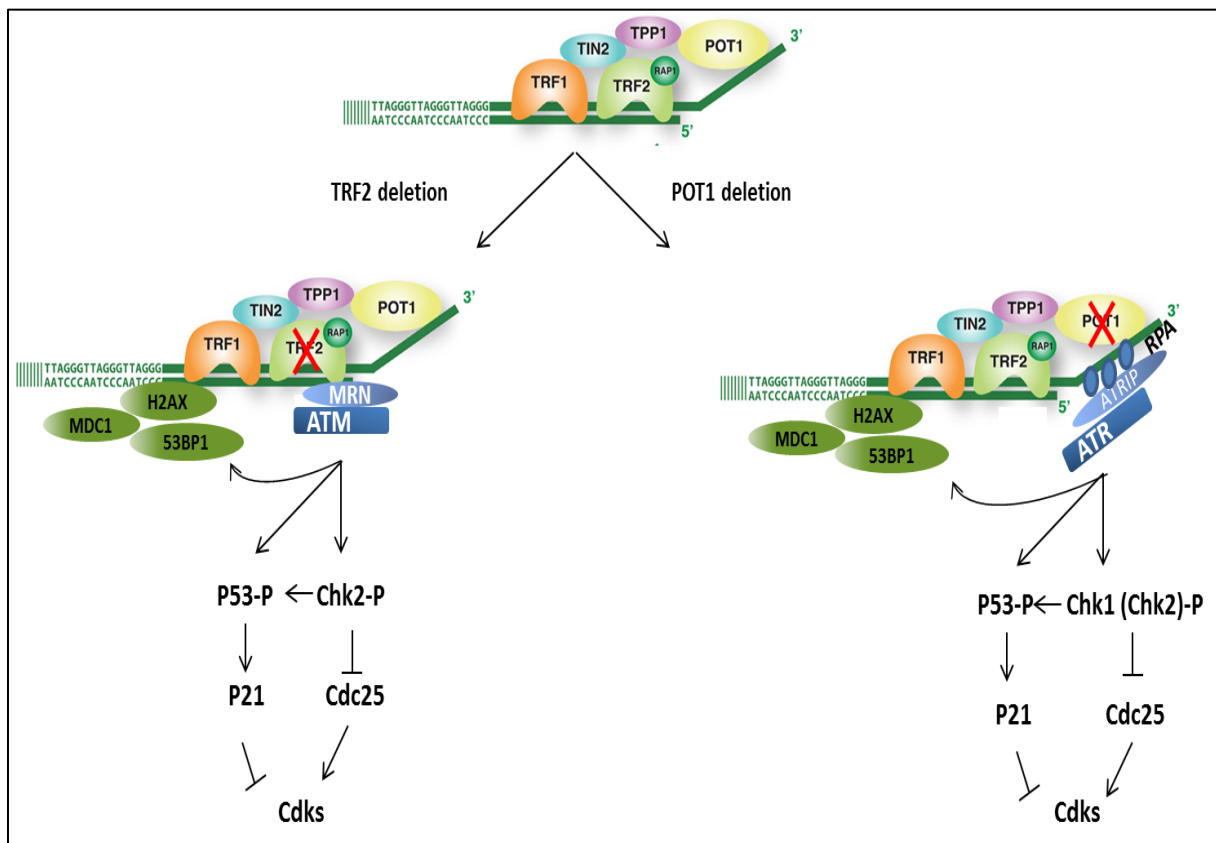 TPP1
TIN2
POT1
3’
RAP1
TRF1
TRF2
TTAGGGTTAGGGTTAGGG
AATCCCAATCCCAATCCC
5’
TRF2 deletion
POT1 deletion
TPP1
TIN2
POT1
3’
RAP1
TRF1
TRF2
TTAGGGTTAGGGTTAGGG
AATCCCAATCCCAATCCC
MRN
H2AX
ATM
MDC1
53BP1
P53-P
Chk2-P
P21
Cdc25
Cdks
TPP1
TIN2
POT1
3’
RPA
RAP1
TRF1
TRF2
TTAGGGTTAGGGTTAGGG
AATCCCAATCCCAATCCC
5’
ATRIP
H2AX
ATR
MDC1
53BP1
P53-P
Chk1 (Chk2)-P
P21
Cdc25
Cdks